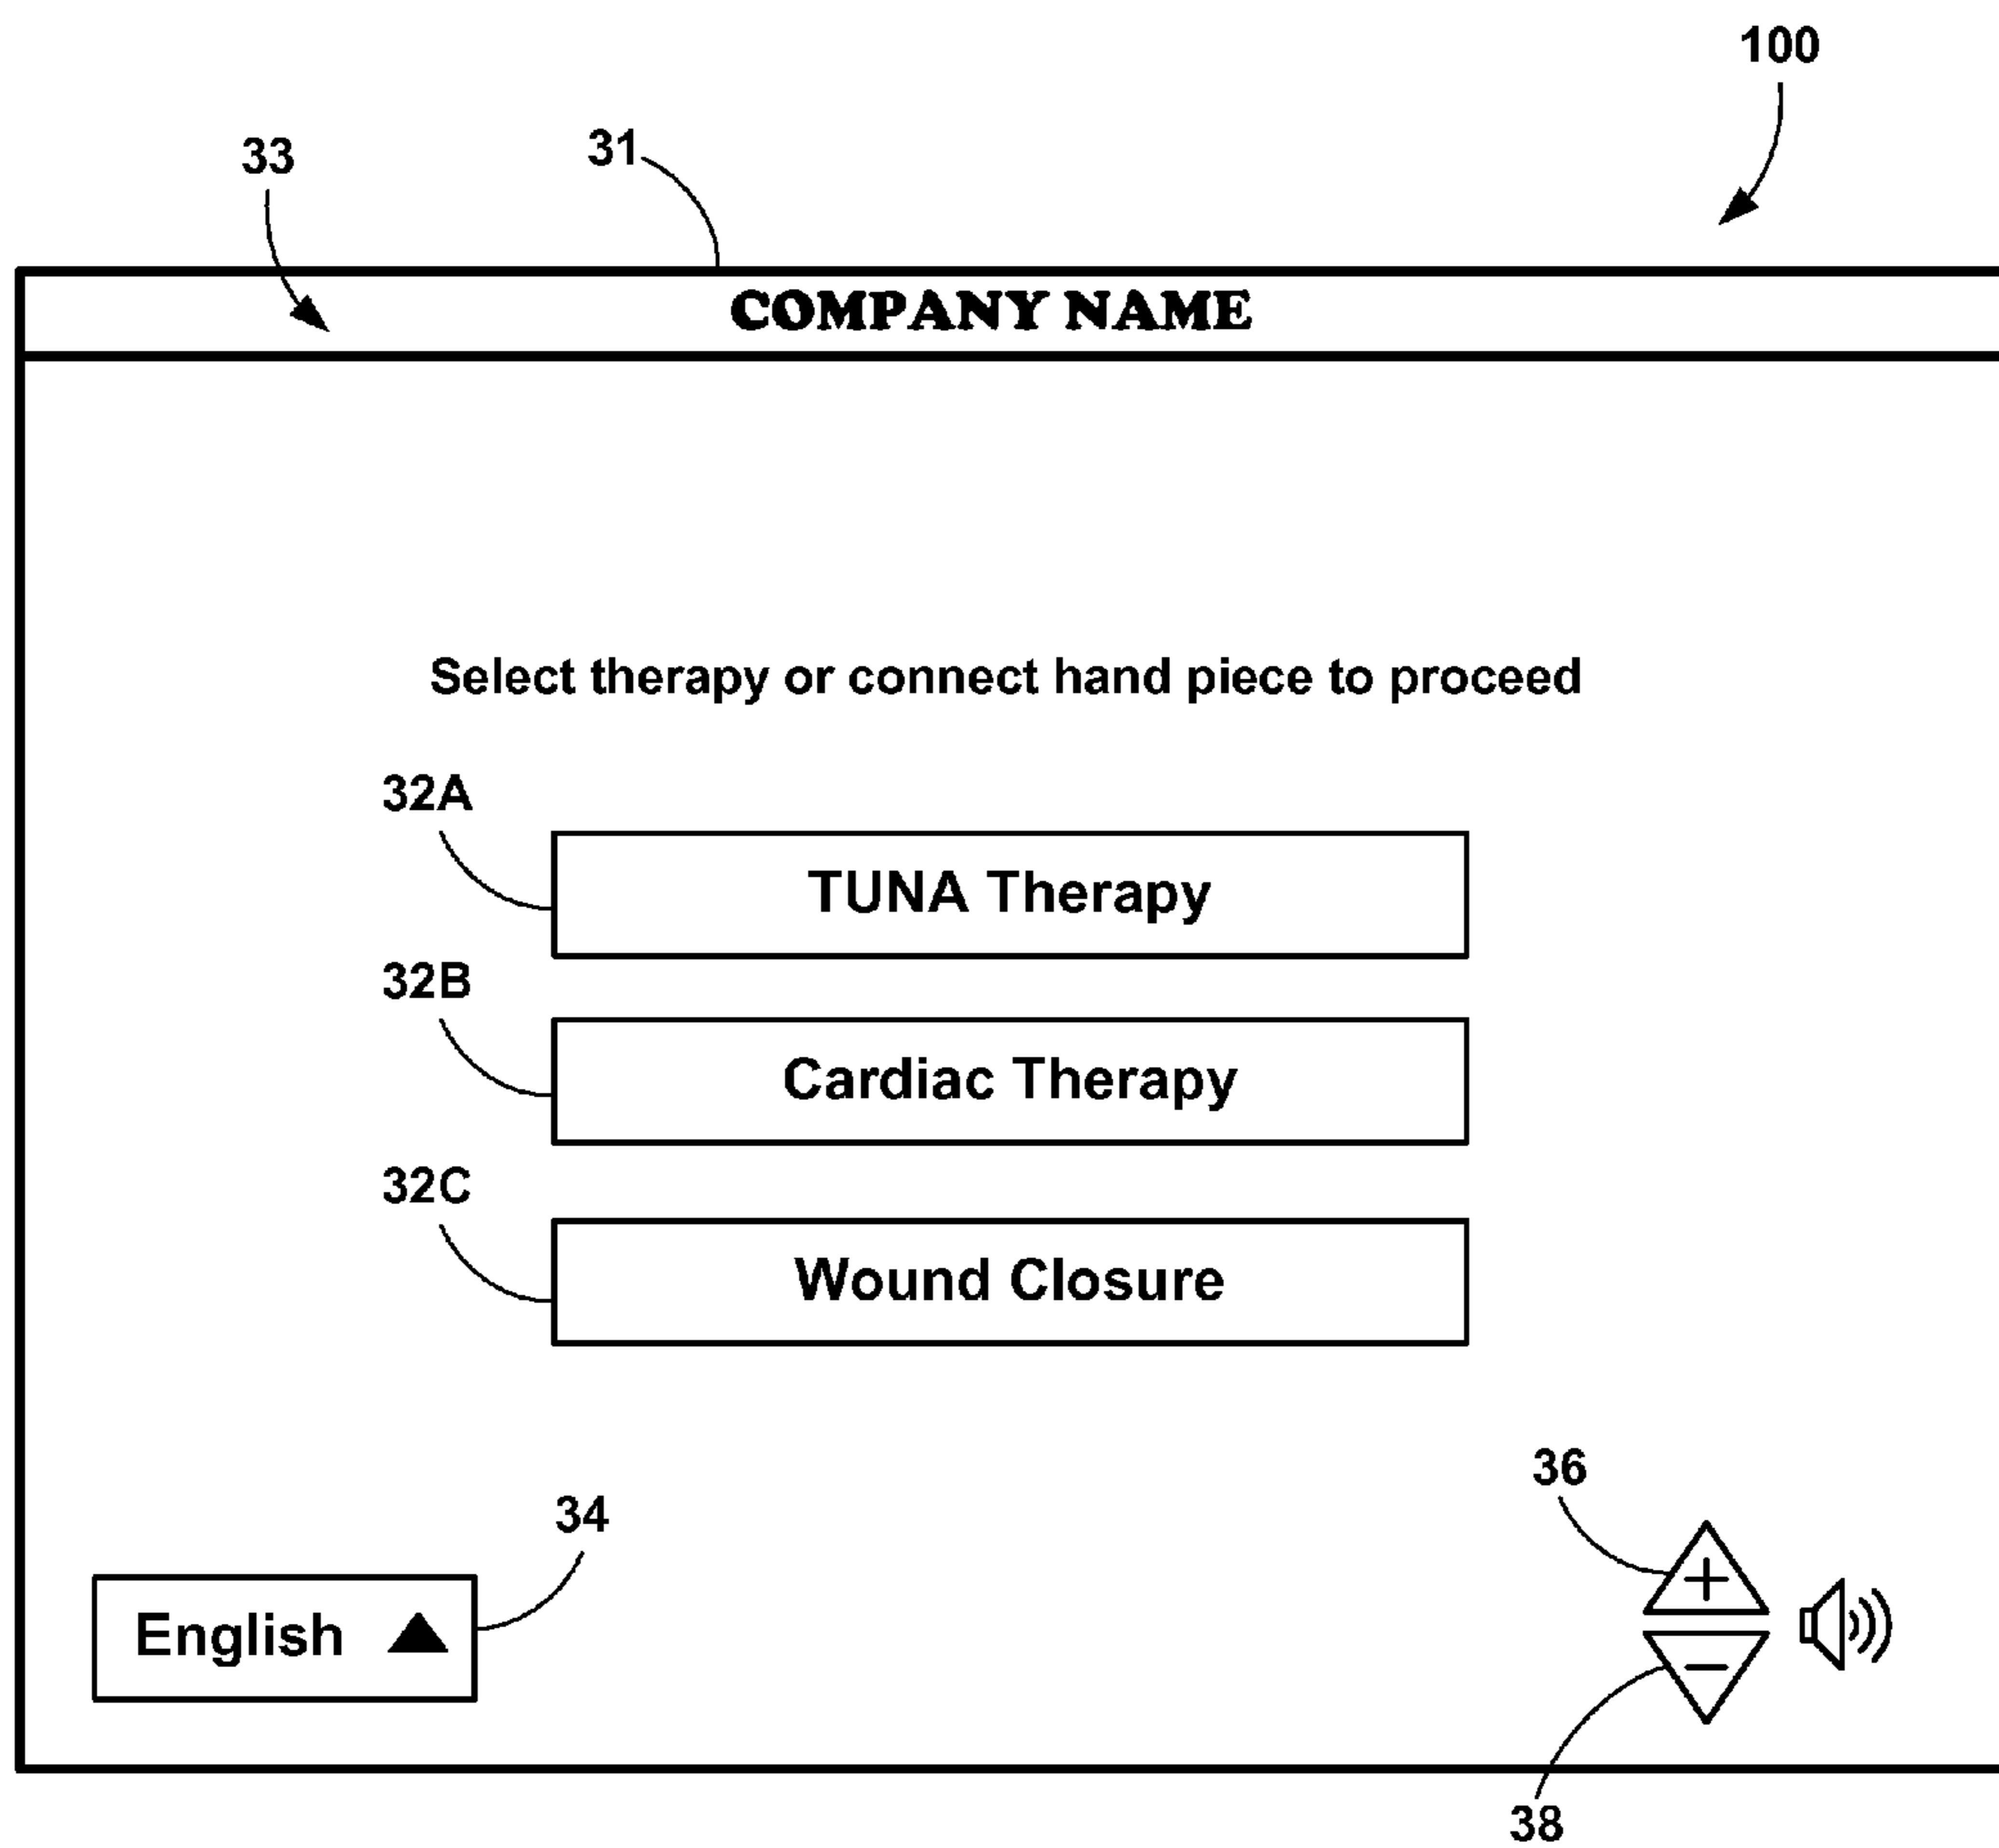 100
33
31
COMPANY NAME
Select therapy or connect hand piece to proceed
32A
TUNA Therapy
32B
Cardiac Therapy
32C
Wound Closure
36
34
+
English
−
38